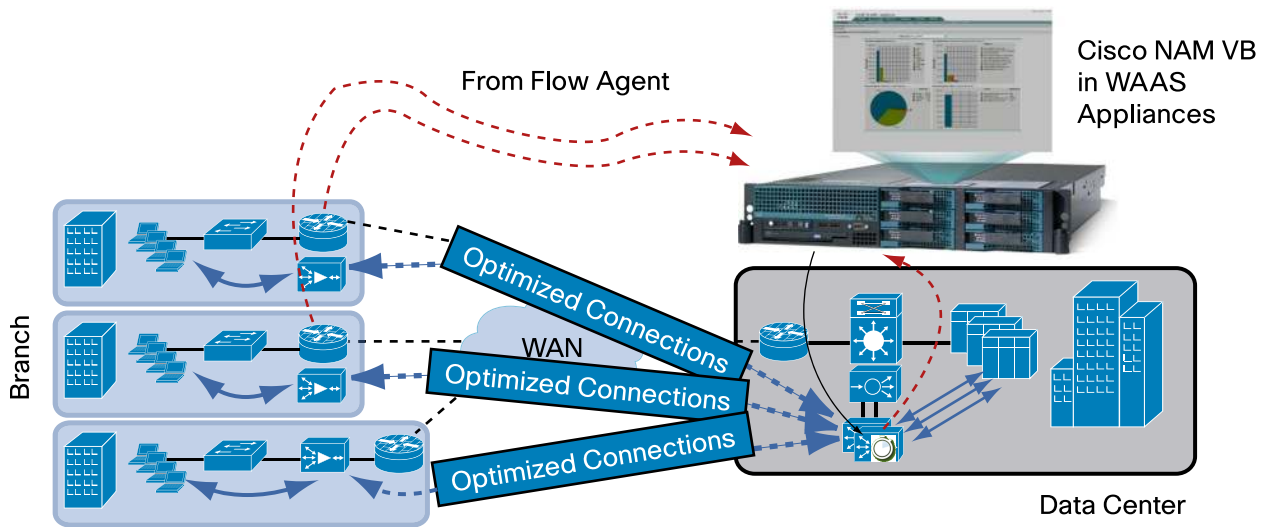 From Flow Agent
Cisco NAM VB
in WAAS
Appliances
Branch
WAN
Optimized Connections
Optimized Connections
Optimized Connections
Data Center